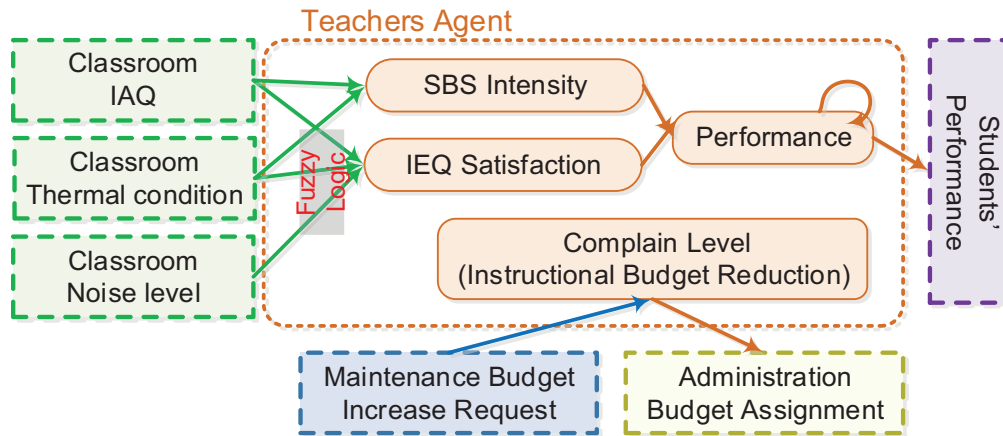 Teachers Agent
Classroom
IAQ
Classroom
Thermal condition
Classroom
Noise level
Fuzzy
Logic
SBS Intensity
IEQ Satisfaction
Performance
Complain Level
(Instructional Budget Reduction)
Students’
Performance
Maintenance Budget
Increase Request
Administration
Budget Assignment